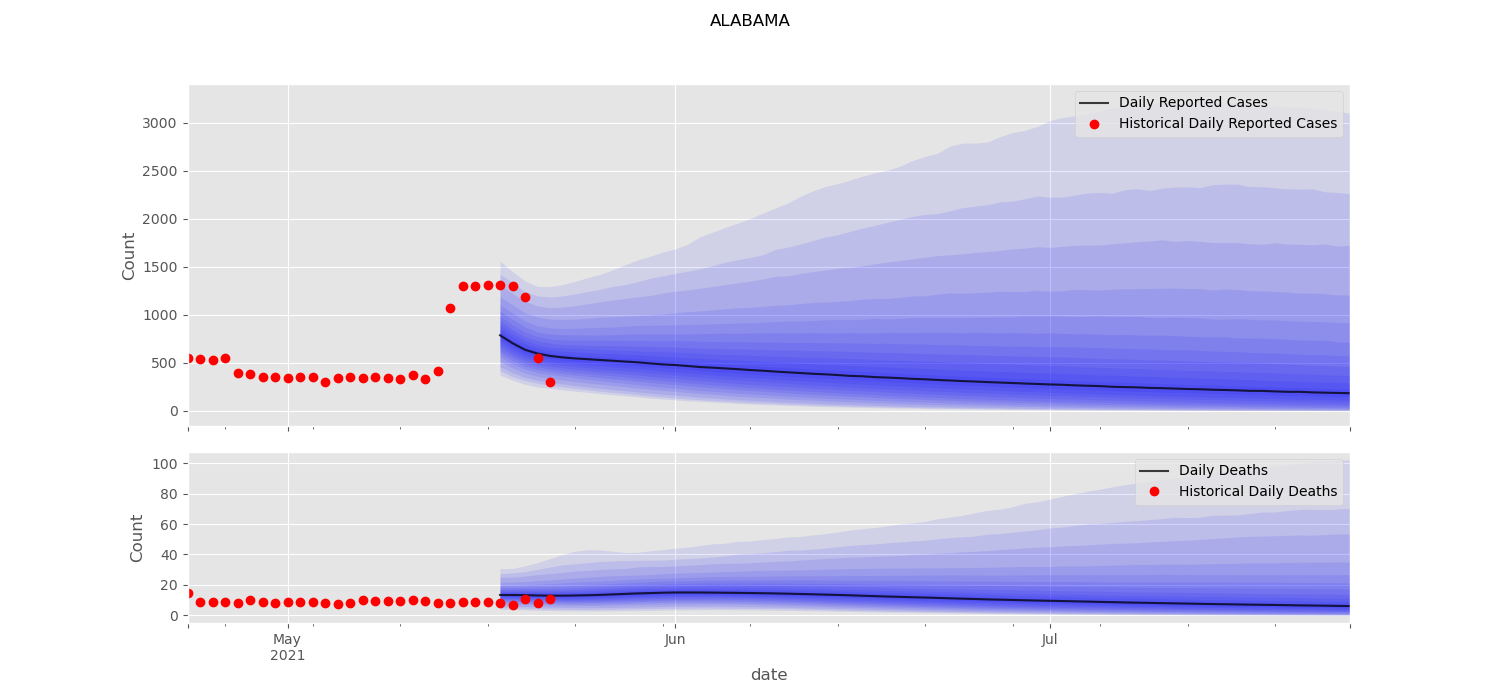 ALABAMA
Daily Reported Cases
Historical Daily Reported Cases
3000
2500
2000
1500
1000
500
0
Count
Daily Deaths
Historical Daily Deaths
100
80
60
40
20
0
Count
May
2021
Jun
Jul
date